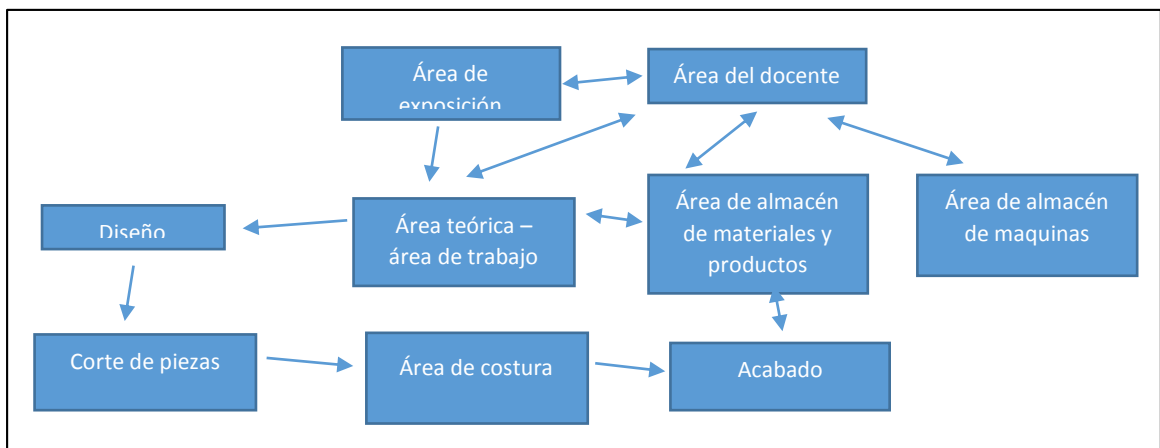 Área de
exposición
Área del docente
Diseño
Área teórica –
área de trabajo
Área de almacén
de materiales y
productos
Área de almacén
de maquinas
Corte de piezas
Área de costura
Acabado